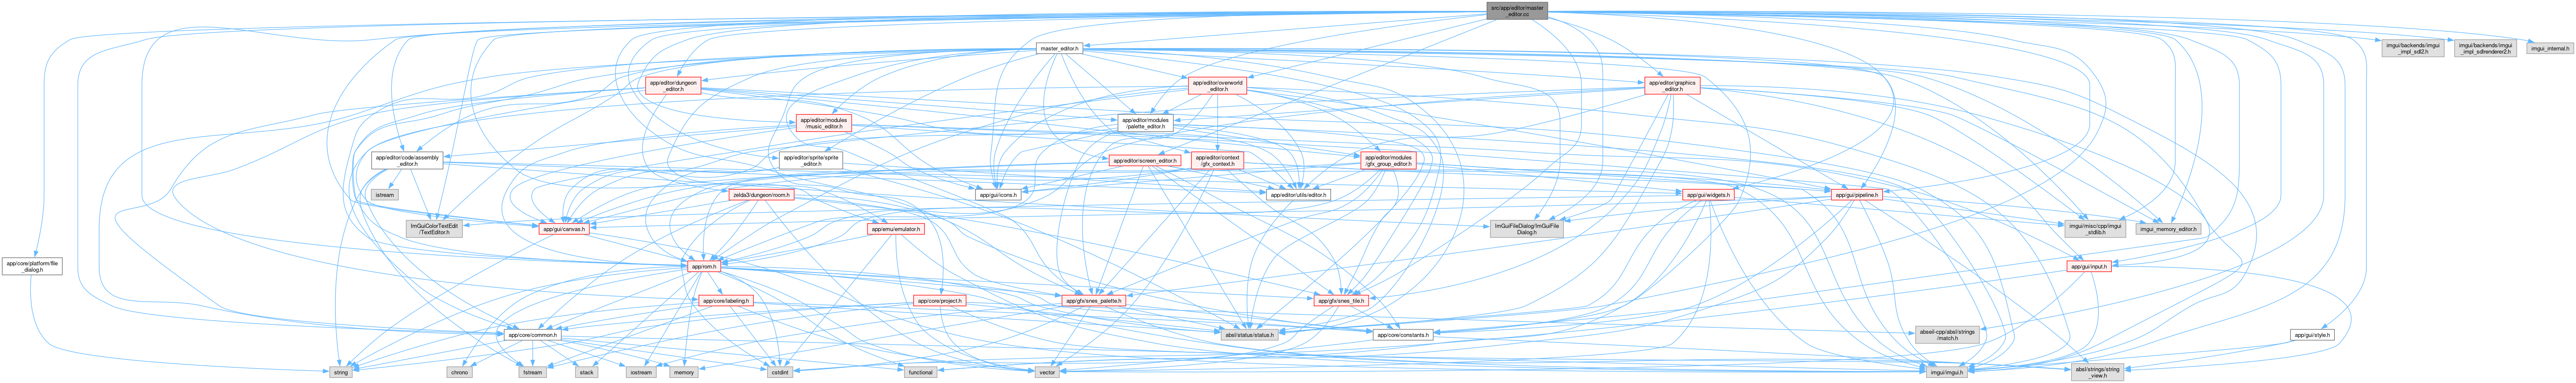 src/app/editor/master
_editor.cc
master_editor.h
imgui/backends/imgui
_impl_sdl2.h
imgui/backends/imgui
_impl_sdlrenderer2.h
imgui_internal.h
app/editor/dungeon
_editor.h
app/editor/overworld
_editor.h
app/editor/graphics
_editor.h
app/editor/modules
/music_editor.h
app/editor/modules
/palette_editor.h
app/editor/code/assembly
_editor.h
app/editor/sprite/sprite
_editor.h
app/editor/screen_editor.h
app/editor/context
/gfx_context.h
app/editor/modules
/gfx_group_editor.h
istream
zelda3/dungeon/room.h
app/gui/icons.h
app/editor/utils/editor.h
app/gui/widgets.h
app/gui/pipeline.h
ImGuiColorTextEdit
/TextEditor.h
app/gui/canvas.h
app/emu/emulator.h
ImGuiFileDialog/ImGuiFile
Dialog.h
imgui/misc/cpp/imgui
_stdlib.h
imgui_memory_editor.h
app/core/platform/file
_dialog.h
app/rom.h
app/gui/input.h
app/core/labeling.h
app/core/project.h
app/gfx/snes_palette.h
app/gfx/snes_tile.h
app/core/common.h
absl/status/status.h
app/core/constants.h
abseil-cpp/absl/strings
/match.h
app/gui/style.h
string
chrono
fstream
stack
iostream
memory
cstdint
functional
vector
imgui/imgui.h
absl/strings/string
_view.h